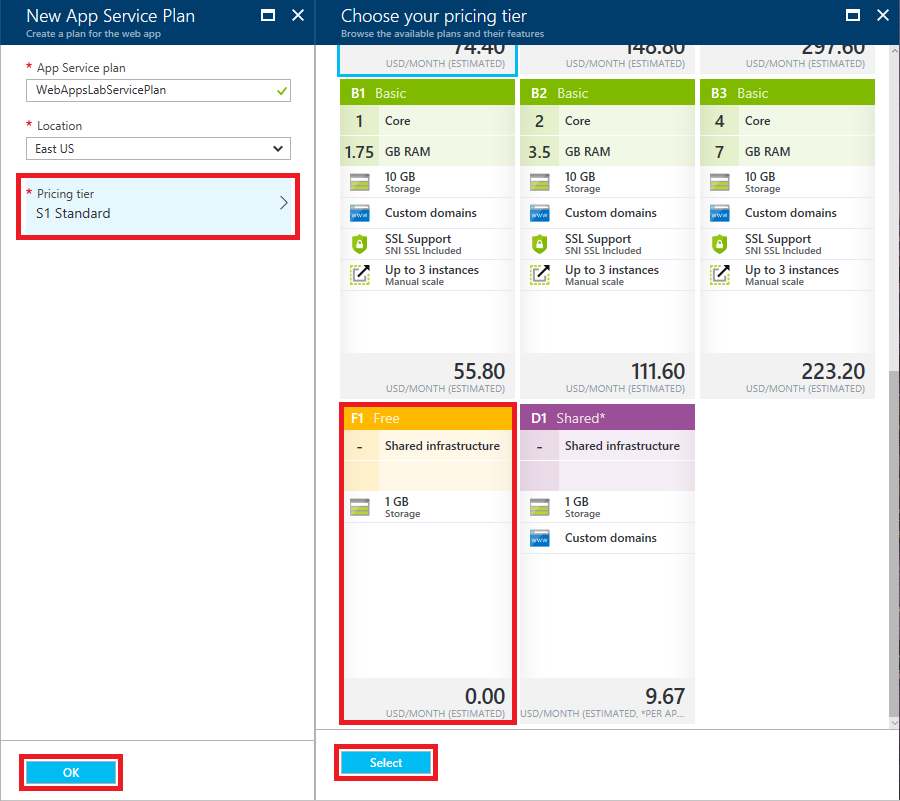 New App Service Plan
Create a plan for the web app
* App Service plan
WebAppsLabServicePlan
* Location
East US
* Pricing tier
S1 Standard
OK
Choose your pricing tier
Browse the available plans and their features
74.40
USD/MONTH (ESTIMATED)
148.80
USD/MONTH (ESTIMATED)
297.60
USD/MONTH (ESTIMATED)
B1 Basic
1 Core
1.75 GB RAM
10 GB
Storage
Custom domains
SSL Support
SNI SSL Included
Up to 3 instances
Manual scale
55.80
USD/MONTH (ESTIMATED)
B2 Basic
2 Core
3.5 GB RAM
10 GB
Storage
Custom domains
SSL Support
SNI SSL Included
Up to 3 instances
Manual scale
111.60
USD/MONTH (ESTIMATED)
B3 Basic
4 Core
7 GB RAM
10 GB
Storage
Custom domains
SSL Support
SNI SSL Included
Up to 3 instances
Manual scale
223.20
USD/MONTH (ESTIMATED)
F1 Free
- Shared infrastructure
1 GB
Storage
0.00
USD/MONTH (ESTIMATED)
D1 Shared*
- Shared infrastructure
1 GB
Storage
Custom domains
9.67
USD/MONTH (ESTIMATED, *PER AP...
Select